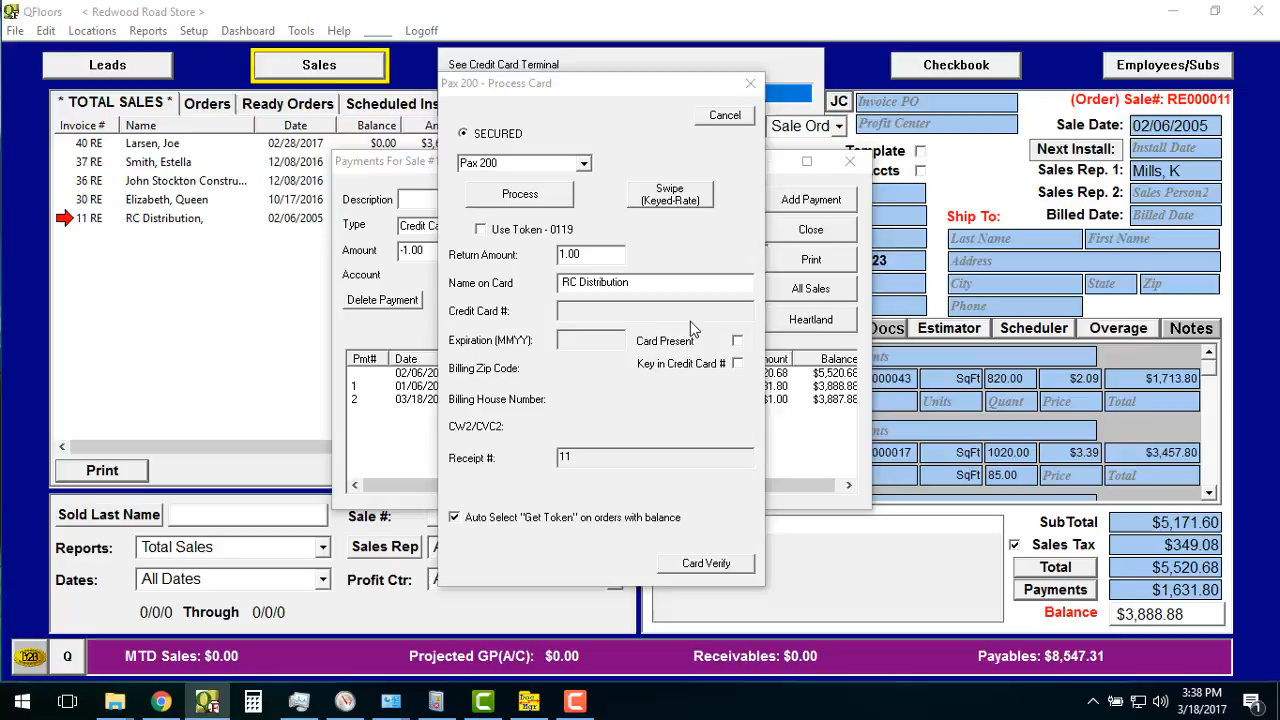 QFloors < Redwood Road Store >
File Edit Locations Reports Setup Dashboard Tools Help Logoff
Leads Sales Checkbook Employees/Subs
See Credit Card Terminal
* TOTAL SALES * Orders Ready Orders Scheduled Ins
Invoice # Name Date Balance
40 RE Larsen, Joe 02/28/2017 $0.00
37 RE Smith, Estella 12/08/2016
36 RE John Stockton Constru... 12/08/2016
30 RE Elizabeth, Queen 10/17/2016
11 RE RC Distribution, 02/06/2005
Print
Payments For Sale #1
Description
Type Credit Ca
Amount -1.00
Account
Delete Payment
Pmt# Date
02/06/20
1 01/06/
2 03/18/20
Pax 200 - Process Card
Cancel
SECURED
Pax 200
Process Swipe
(Keyed-Rate)
Use Token - 0119
Return Amount: 1.00
Name on Card RC Distribution
Credit Card #:
Expiration (MMYY): Card Present
Key in Credit Card #
Billing Zip Code:
Billing House Number:
CW2/CVC2:
Receipt #: 11
Auto Select "Get Token" on orders with balance
Card Verify
Add Payment
Close
Print
All Sales
Heartland
ount Balance
0.68 $5,520.68
1.80 $3,888.88
$1.00 $3,887.88
JC Invoice PO (Order) Sale#: RE000011
Sale Ord Profit Center Sale Date: 02/06/2005
Template Next Install: Install Date
ccts Sales Rep. 1: Mills, K
Sales Rep. 2: Sales Person2
Ship To: Billed Date: Billed Date
Last Name First Name
23 Address
City State Zip
Phone
Docs Estimator Scheduler Overage Notes
nts
000043 SqFt 820.00 $2.09 $1,713.80
Units Quant Price Total
nts
000017 SqFt 1020.00 $3.39 $3,457.80
SqFt 85.00 Price Total
Sold Last Name Sale #:
Reports: Total Sales Sales Rep
Dates: All Dates Profit Ctr:
0/0/0 Through 0/0/0
SubTotal $5,171.60
Sales Tax $349.08
Total $5,520.68
Payments $1,631.80
Balance $3,888.88
Q MTD Sales: $0.00 Projected GP(A/C): $0.00 Receivables: $0.00 Payables: $8,547.31
3:38 PM
3/18/2017